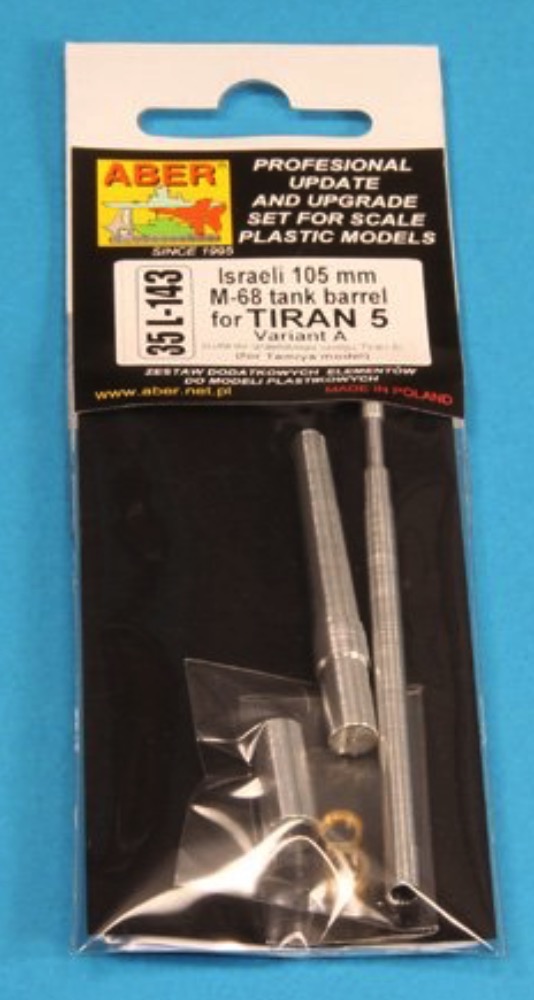 ABER
SINCE 1995
PROFESIONAL
UPDATE
AND UPGRADE
SET FOR SCALE
PLASTIC MODELS
35 L-143
Israeli 105 mm
M-68 tank barrel
for TIRAN 5
Variant A
(for Tamiya model)
ZESTAW DODATKOWYCH ELEMENTÓW
DO MODELI PLASTIKOWYCH
www.aber.net.pl
MADE IN POLAND